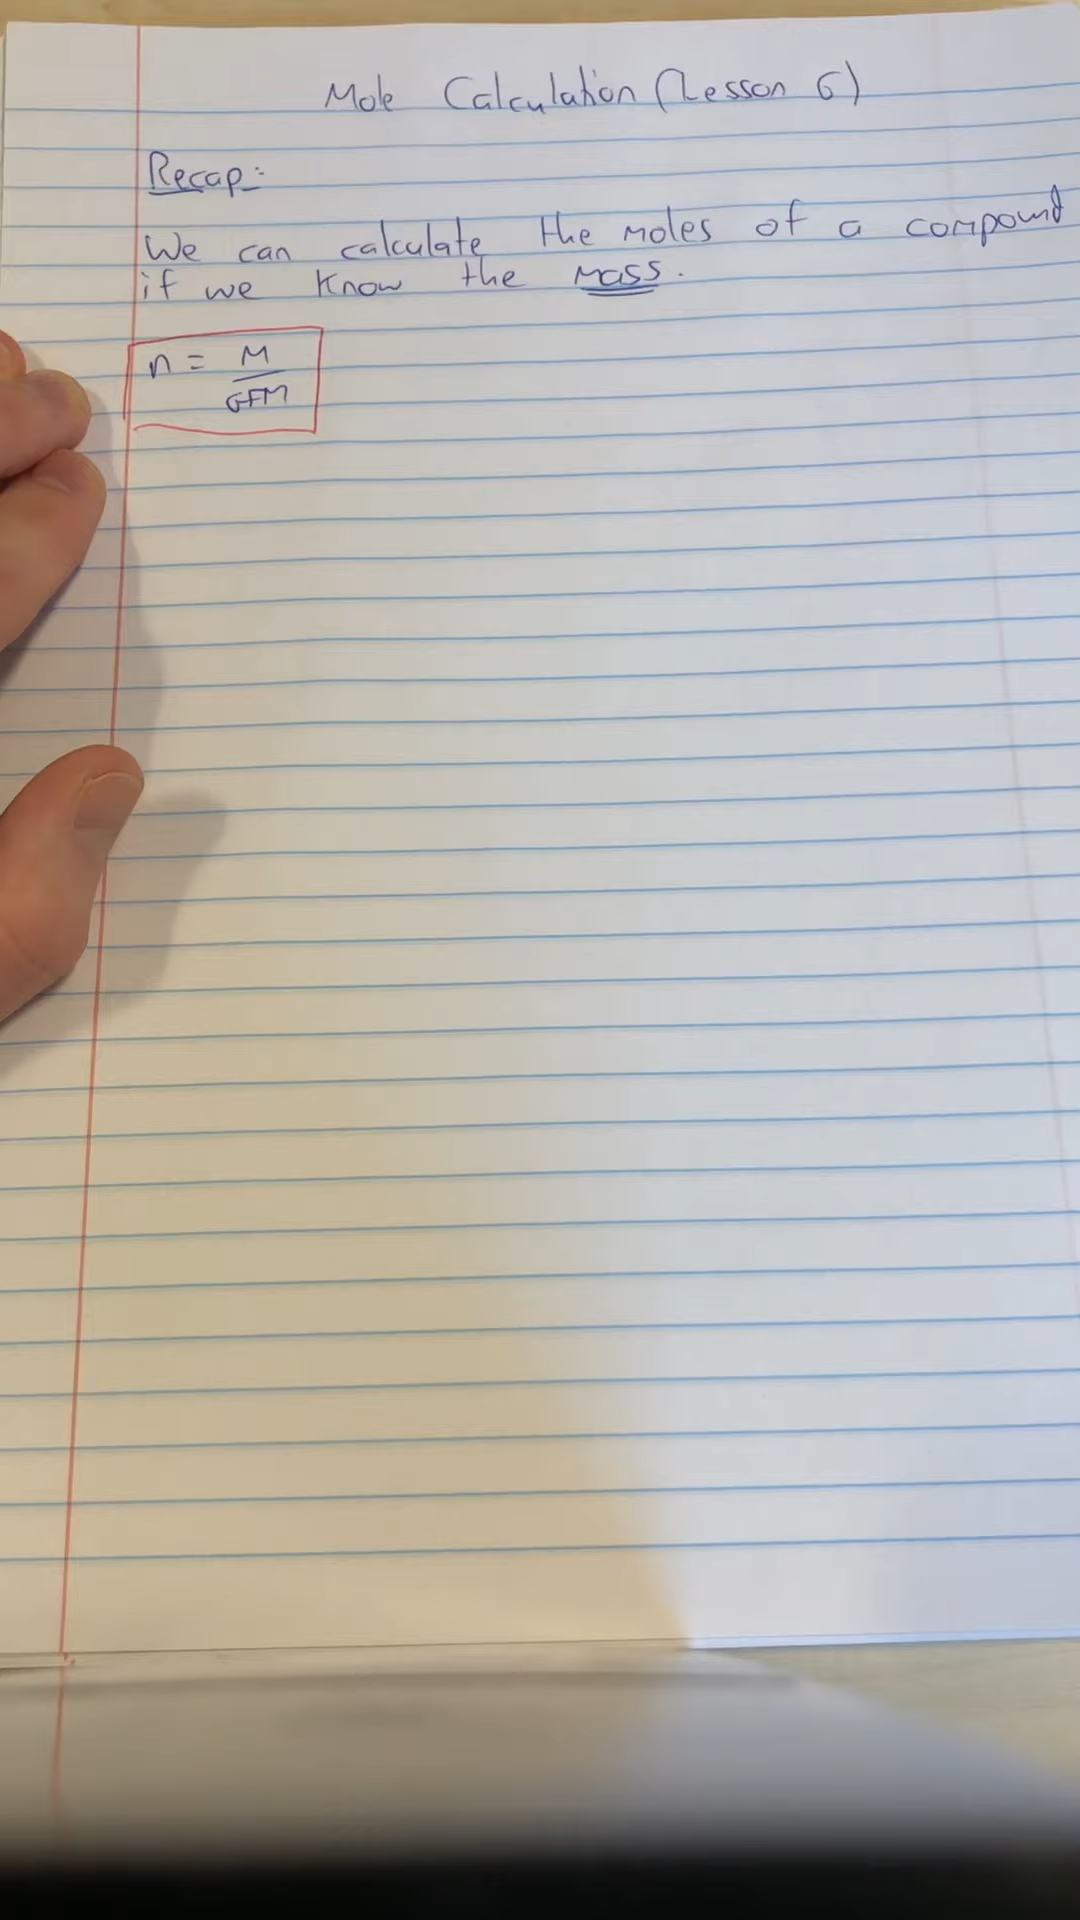 Mole Calculation (Lesson 6)
Recap:
We can calculate the moles of a compound
if we know the mass.
n = M
GFM